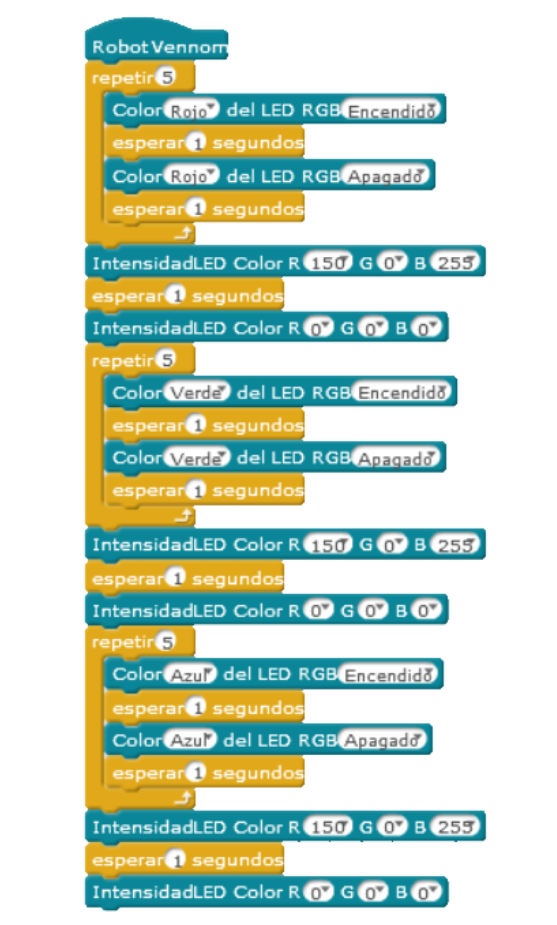 RobotVennom
repetir 5
Color Rojo del LED RGB Encendido
esperar 1 segundos
Color Rojo del LED RGB Apagado
esperar 1 segundos
IntensidadLED Color R 150 G 0 B 255
esperar 1 segundos
IntensidadLED Color R 0 G 0 B 0
repetir 5
Color Verde del LED RGB Encendido
esperar 1 segundos
Color Verde del LED RGB Apagado
esperar 1 segundos
IntensidadLED Color R 150 G 0 B 255
esperar 1 segundos
IntensidadLED Color R 0 G 0 B 0
repetir 5
Color Azul del LED RGB Encendido
esperar 1 segundos
Color Azul del LED RGB Apagado
esperar 1 segundos
IntensidadLED Color R 150 G 0 B 255
esperar 1 segundos
IntensidadLED Color R 0 G 0 B 0